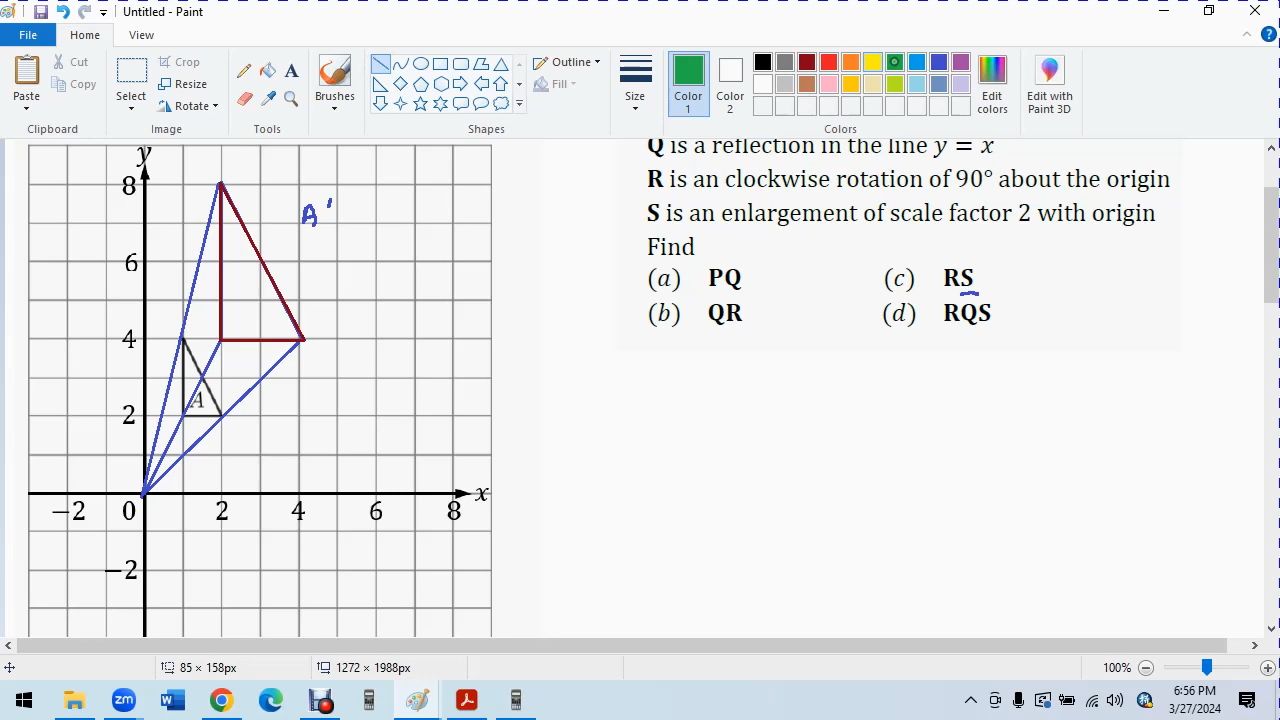 Untitled - Paint
File Home View
Paste
Cut
Copy
Clipboard
Select
Crop
Resize
Rotate
Image
A
Tools
Brushes
Outline
Fill
Shapes
Size
Color 1
Color 2
Edit colors
Colors
Edit with Paint 3D
Q is a reflection in the line y = x
R is an clockwise rotation of 90° about the origin
S is an enlargement of scale factor 2 with origin
Find
(a) PQ (c) RS
(b) QR (d) RQS
y
8
A'
6
4
A
2
−2 0 2 4 6 8 x
−2
85 × 158px
1272 × 1988px
100%
zm
W
6:56 PM
3/27/2024